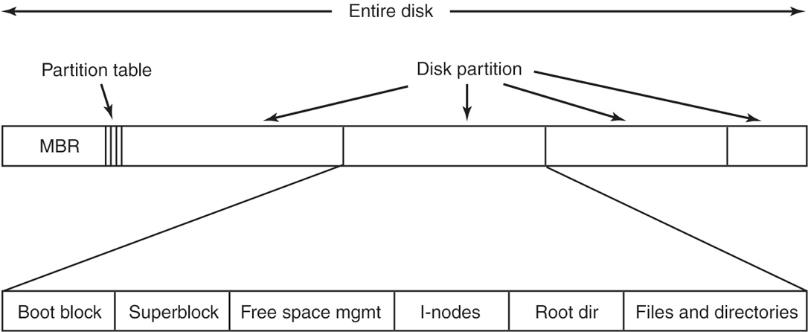 Entire disk
Partition table
Disk partition
MBR
Boot block
Superblock
Free space mgmt
I-nodes
Root dir
Files and directories